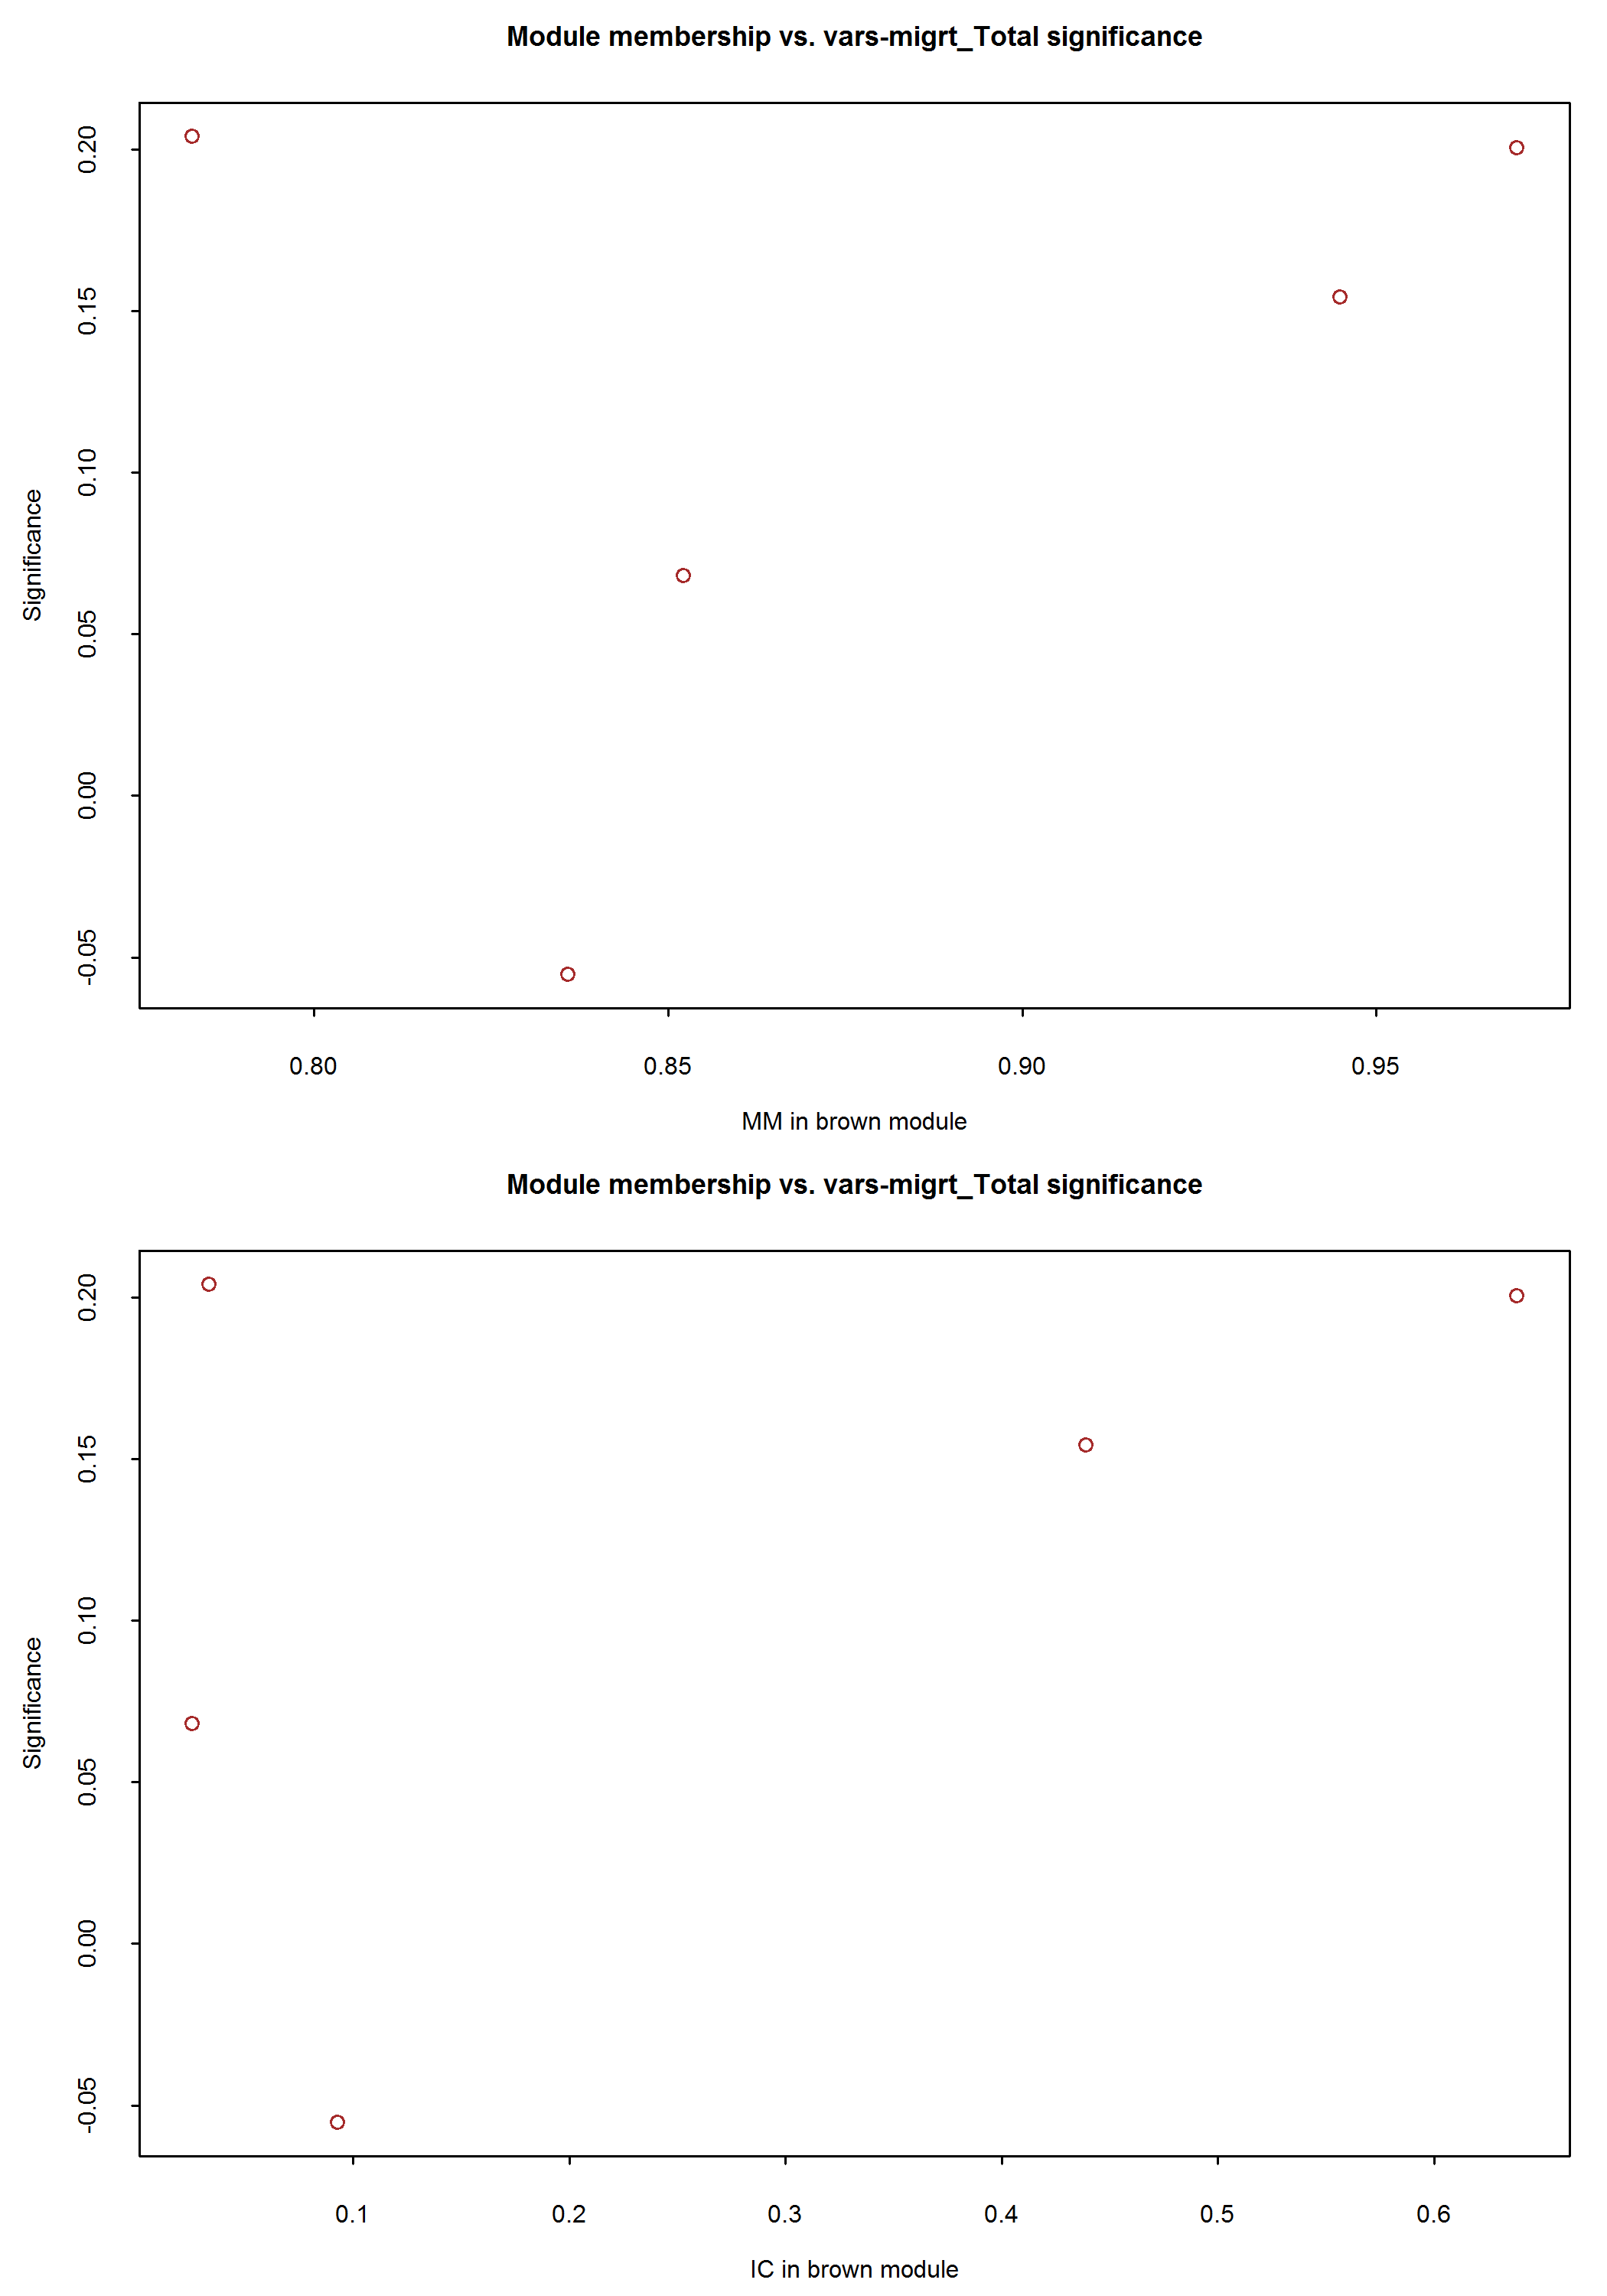 Module membership vs. vars-migrt_Total significance
0.20
0.15
0.10
0.05
0.00
-0.05
Significance
0.80 0.85 0.90 0.95
MM in brown module
Module membership vs. vars-migrt_Total significance
0.20
0.15
0.10
0.05
0.00
-0.05
Significance
0.1 0.2 0.3 0.4 0.5 0.6
IC in brown module